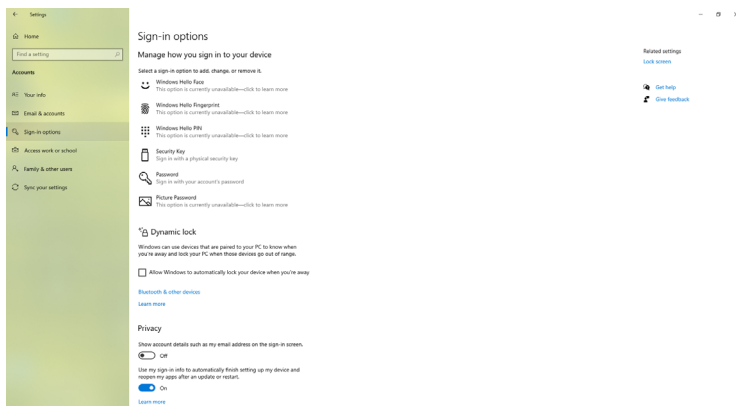 Settings
Home
Find a setting
Accounts
Your info
Email & accounts
Sign-in options
Access work or school
Family & other users
Sync your settings
Sign-in options
Manage how you sign in to your device
Select a sign-in option to add, change, or remove it.
Windows Hello Face
This option is currently unavailable—click to learn more
Windows Hello Fingerprint
This option is currently unavailable—click to learn more
Windows Hello PIN
This option is currently unavailable—click to learn more
Security Key
Sign in with a physical security key
Password
Sign in with your account's password
Picture Password
This option is currently unavailable—click to learn more
Dynamic lock
Windows can use devices that are paired to your PC to know when
you're away and lock your PC when those devices go out of range.
Allow Windows to automatically lock your device when you're away
Bluetooth & other devices
Learn more
Privacy
Show account details such as my email address on the sign-in screen.
Off
Use my sign-in info to automatically finish setting up my device and
reopen my apps after an update or restart.
On
Learn more
Related settings
Lock screen
Get help
Give feedback